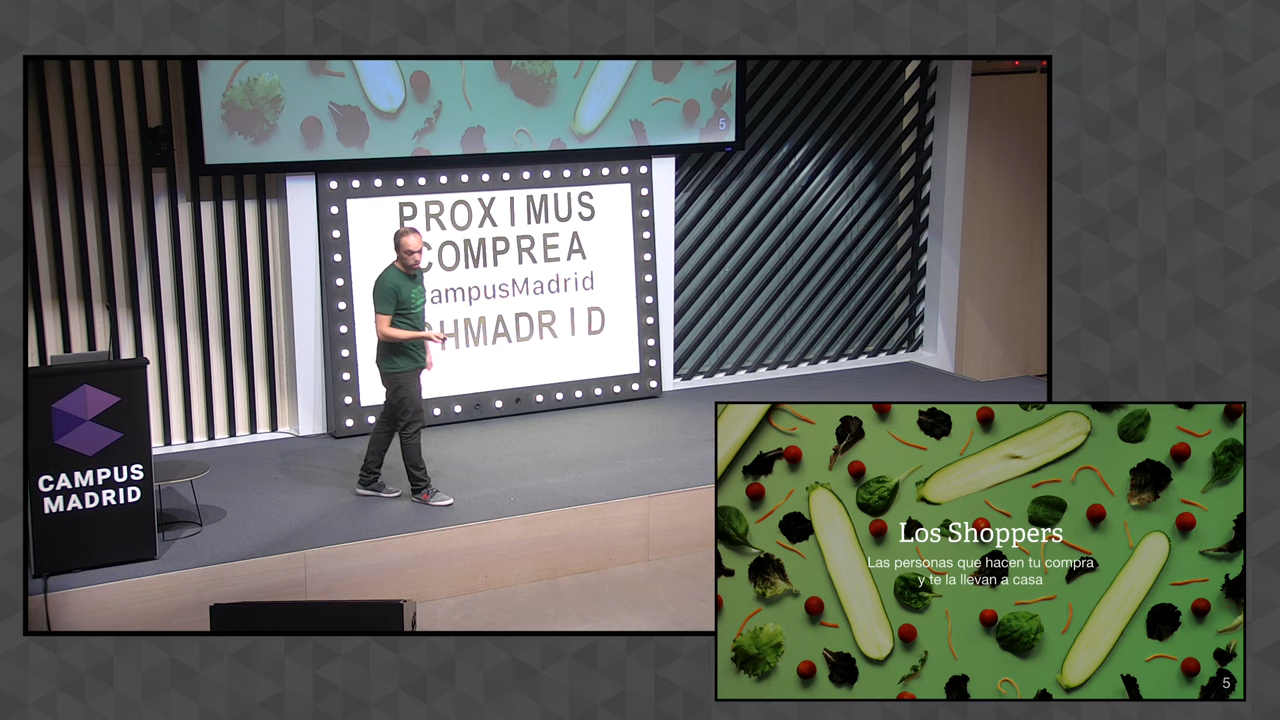 5
PROXIMUS
COMPREA
ampusMadrid
HMADRID
CAMPUS
MADRID
Los Shoppers
Las personas que hacen tu compra
y te la llevan a casa
5